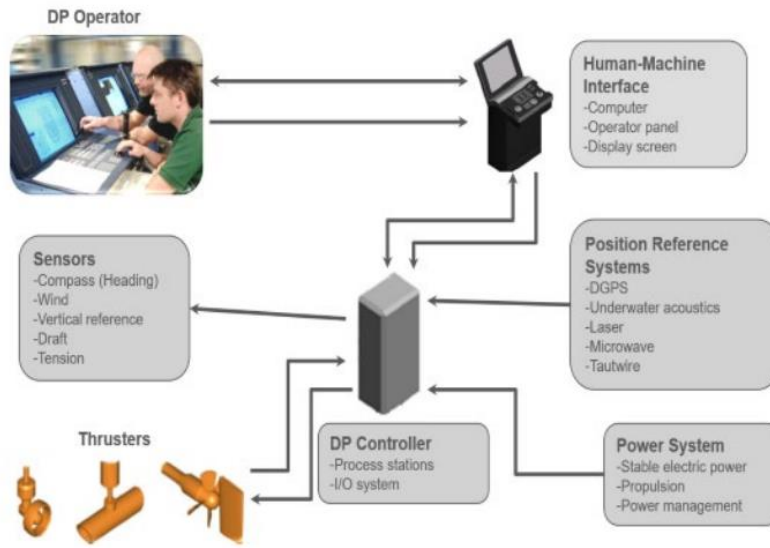 DP Operator
Human-Machine
Interface
-Computer
-Operator panel
-Display screen
Sensors
-Compass (Heading)
-Wind
-Vertical reference
-Draft
-Tension
Position Reference
Systems
-DGPS
-Underwater acoustics
-Laser
-Microwave
-Tautwire
Thrusters
DP Controller
-Process stations
-I/O system
Power System
-Stable electric power
-Propulsion
-Power management